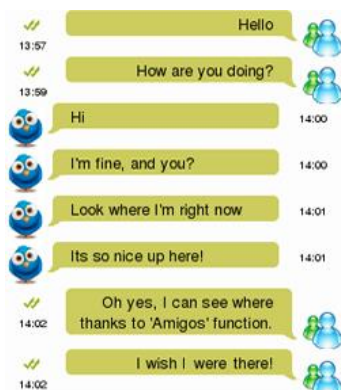 Hello
13:57
How are you doing?
13:59
Hi
14:00
I'm fine, and you?
14:00
Look where I'm right now
14:01
Its so nice up here!
14:01
Oh yes, I can see where
thanks to 'Amigos' function.
14:02
I wish I were there!
14:02